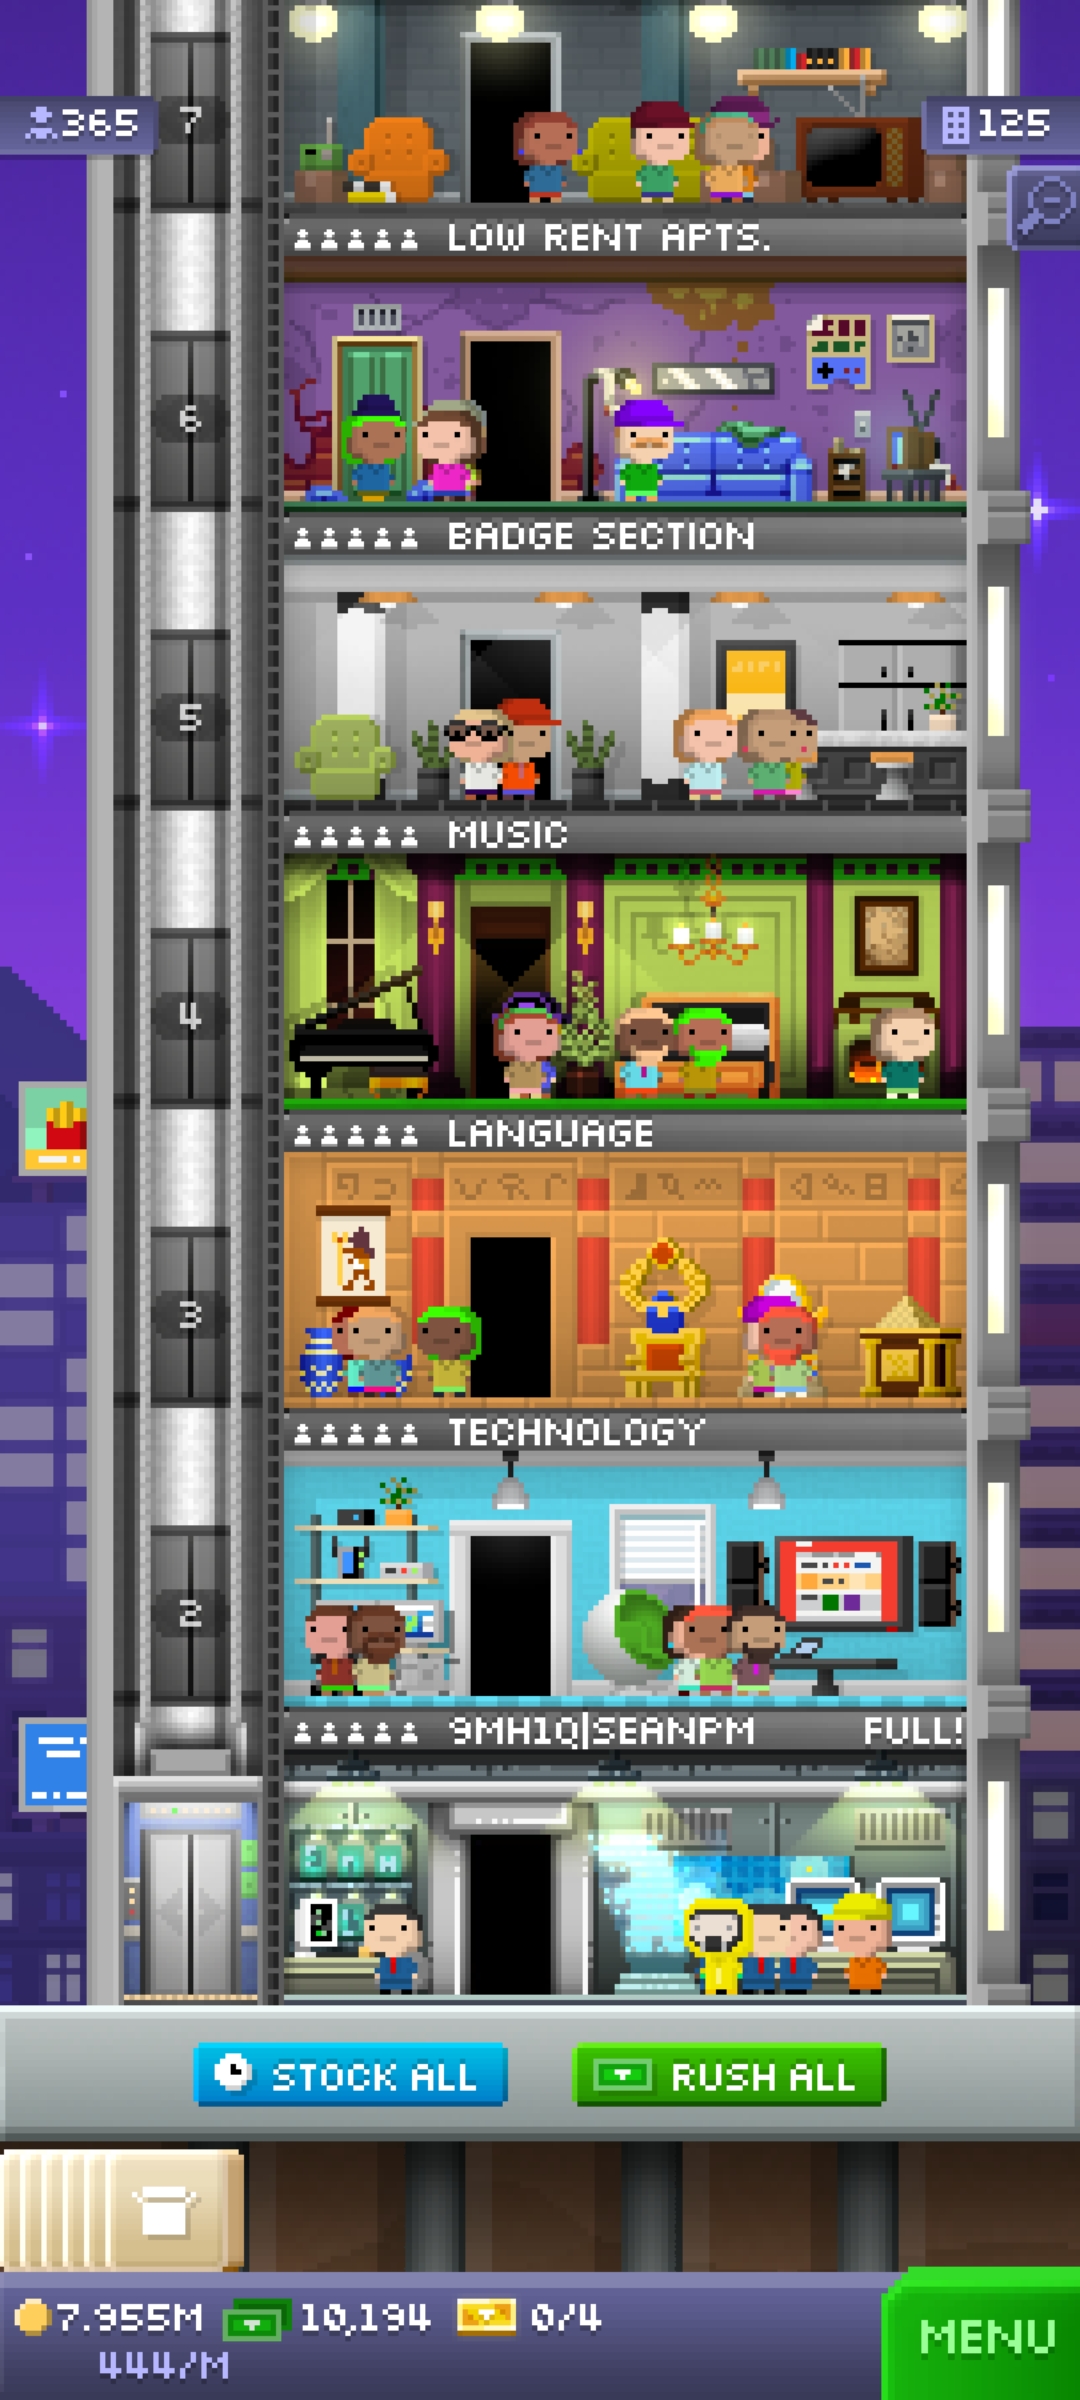 7
365
125
LOW RENT APTS.
6
BADGE SECTION
5
MUSIC
4
LANGUAGE
3
TECHNOLOGY
2
9MH1Q|SEANPM FULL!
STOCK ALL
RUSH ALL
7.955M
10,194
0/4
444/M
MENU